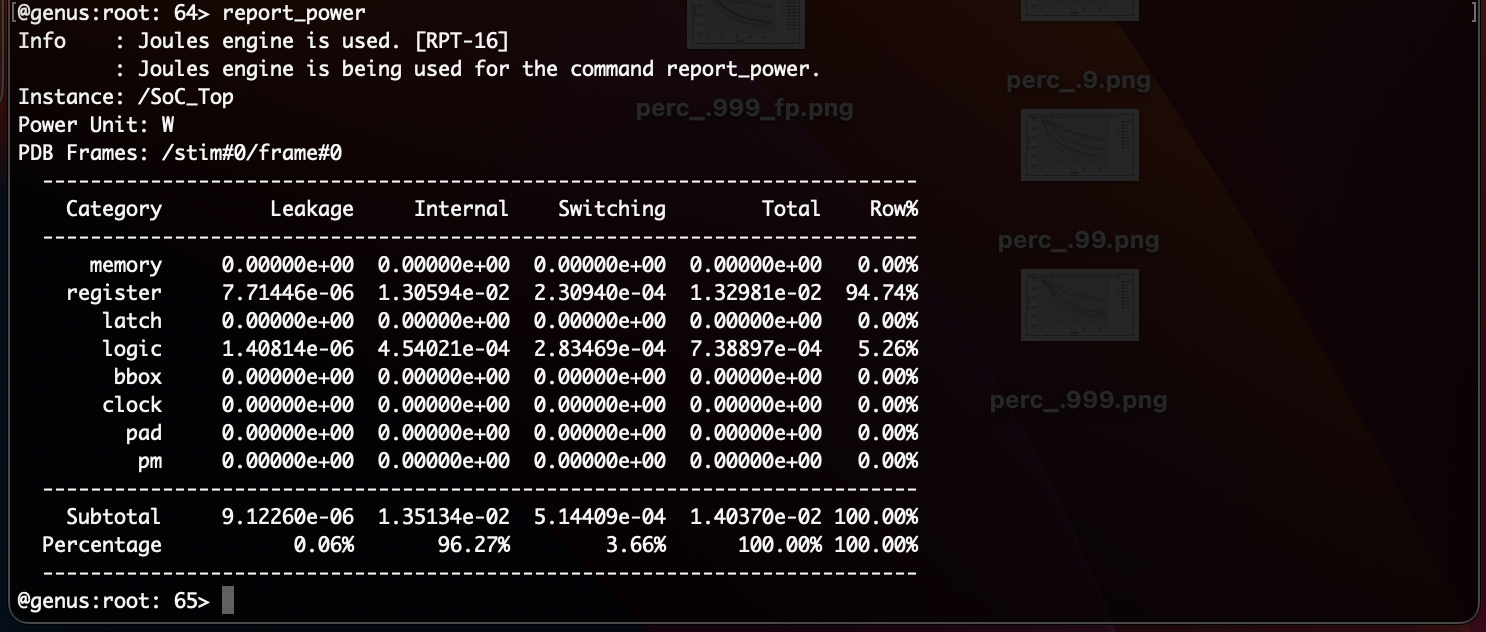 [@genus:root: 64> report_power ]
Info    : Joules engine is used. [RPT-16]
        : Joules engine is being used for the command report_power.
Instance: /SoC_Top
Power Unit: W
PDB Frames: /stim#0/frame#0
-------------------------------------------------------------------------
Category Leakage Internal Switching Total Row%
-------------------------------------------------------------------------
memory 0.00000e+00 0.00000e+00 0.00000e+00 0.00000e+00 0.00%
register 7.71446e-06 1.30594e-02 2.30940e-04 1.32981e-02 94.74%
latch 0.00000e+00 0.00000e+00 0.00000e+00 0.00000e+00 0.00%
logic 1.40814e-06 4.54021e-04 2.83469e-04 7.38897e-04 5.26%
bbox 0.00000e+00 0.00000e+00 0.00000e+00 0.00000e+00 0.00%
clock 0.00000e+00 0.00000e+00 0.00000e+00 0.00000e+00 0.00%
pad 0.00000e+00 0.00000e+00 0.00000e+00 0.00000e+00 0.00%
pm 0.00000e+00 0.00000e+00 0.00000e+00 0.00000e+00 0.00%
-------------------------------------------------------------------------
Subtotal 9.12260e-06 1.35134e-02 5.14409e-04 1.40370e-02 100.00%
Percentage 0.06% 96.27% 3.66% 100.00% 100.00%
-------------------------------------------------------------------------
@genus:root: 65>
perc_.999_fp.png
perc_.9.png
perc_.99.png
perc_.999.png